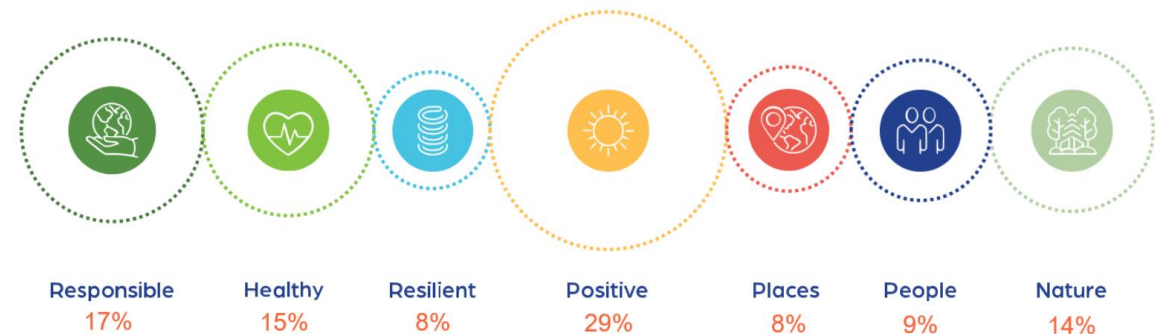 Responsible Healthy Resilient Positive Places People Nature
17% 15% 8% 29% 8% 9% 14%